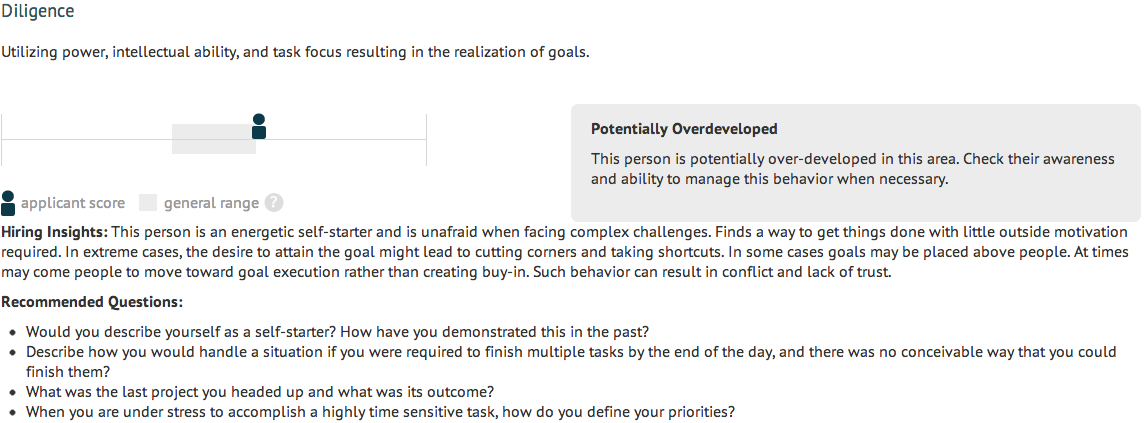 Diligence
Utilizing power, intellectual ability, and task focus resulting in the realization of goals.
Potentially Overdeveloped
This person is potentially over-developed in this area. Check their awareness
and ability to manage this behavior when necessary.
applicant score general range ?
Hiring Insights: This person is an energetic self-starter and is unafraid when facing complex challenges. Finds a way to get things done with little outside motivation
required. In extreme cases, the desire to attain the goal might lead to cutting corners and taking shortcuts. In some cases goals may be placed above people. At times
may come people to move toward goal execution rather than creating buy-in. Such behavior can result in conflict and lack of trust.
Recommended Questions:
• Would you describe yourself as a self-starter? How have you demonstrated this in the past?
• Describe how you would handle a situation if you were required to finish multiple tasks by the end of the day, and there was no conceivable way that you could
finish them?
• What was the last project you headed up and what was its outcome?
• When you are under stress to accomplish a highly time sensitive task, how do you define your priorities?